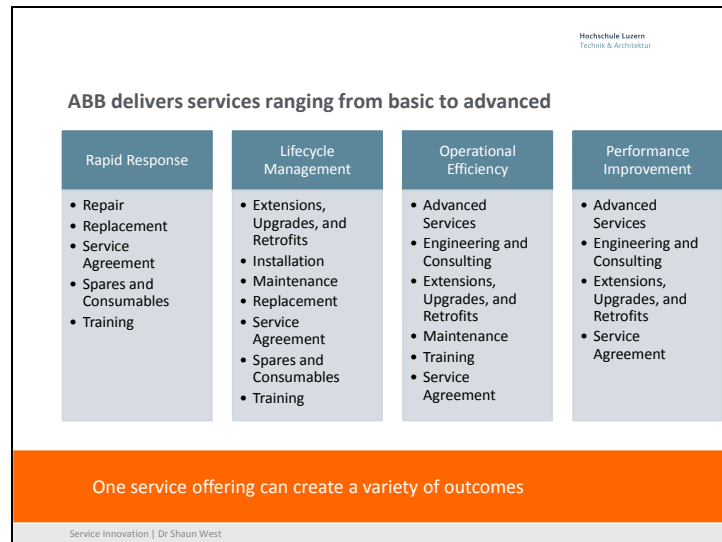 Hochschule Luzern
Technik & Architektur
ABB delivers services ranging from basic to advanced
Rapid Response
• Repair
• Replacement
• Service
Agreement
• Spares and
Consumables
• Training
Lifecycle
Management
• Extensions,
Upgrades, and
Retrofits
• Installation
• Maintenance
• Replacement
• Service
Agreement
• Spares and
Consumables
• Training
Operational
Efficiency
• Advanced
Services
• Engineering and
Consulting
• Extensions,
Upgrades, and
Retrofits
• Maintenance
• Training
• Service
Agreement
Performance
Improvement
• Advanced
Services
• Engineering and
Consulting
• Extensions,
Upgrades, and
Retrofits
• Service
Agreement
One service offering can create a variety of outcomes
Service Innovation | Dr Shaun West